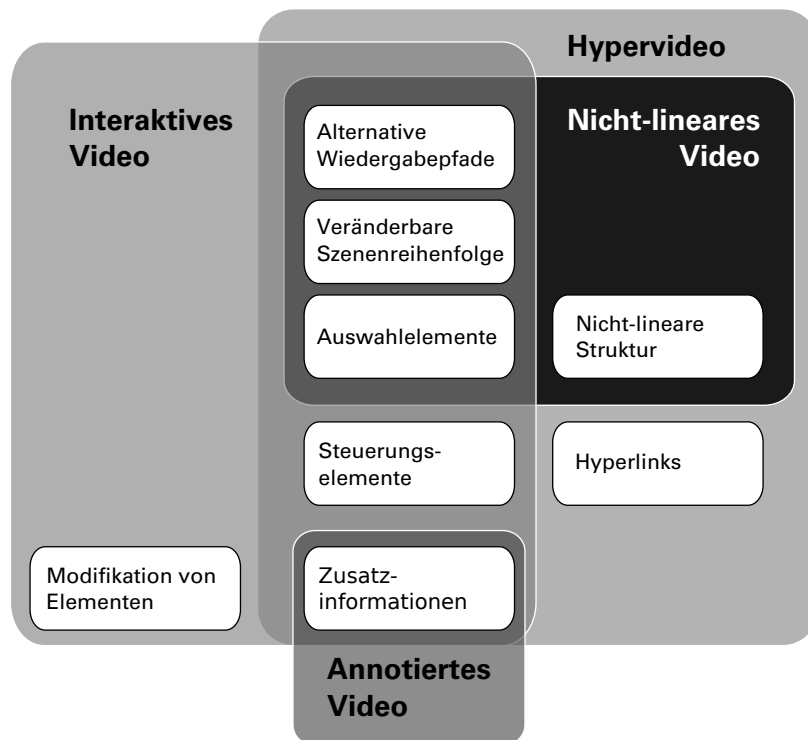 Hypervideo
Interaktives
Video
Nicht-lineares
Video
Alternative
Wiedergabepfade
Veränderbare
Szenenreihenfolge
Auswahlelemente
Nicht-lineare
Struktur
Steuerungs-
elemente
Hyperlinks
Modifikation von
Elementen
Zusatz-
informationen
Annotiertes
Video